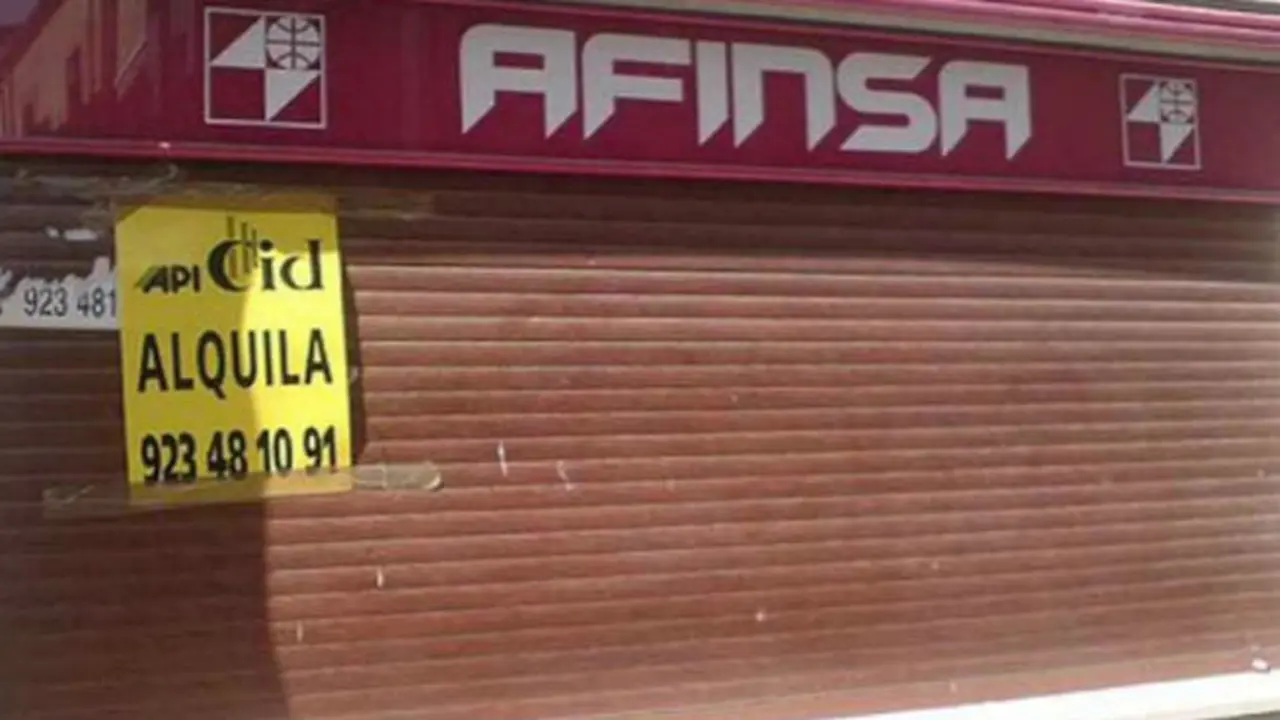 AFINSA
API Cid
923 481
ALQUILA
923 48 10 91